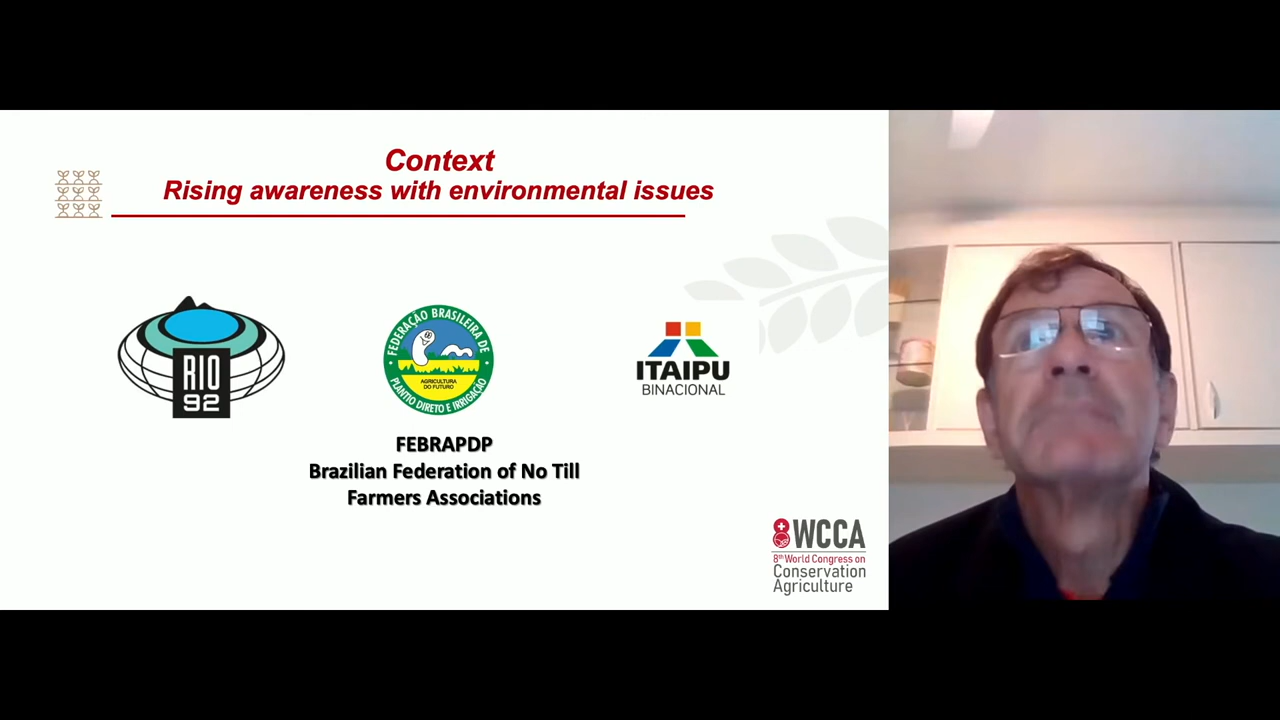 Context
Rising awareness with environmental issues
RIO
92
FEDERAÇÃO BRASILEIRA DE
AGRICULTURA
DO FUTURO
PLANTIO DIRETO E IRRIGAÇÃO
ITAIPU
BINACIONAL
FEBRAPDP
Brazilian Federation of No Till
Farmers Associations
8WCCA
8th World Congress on
Conservation
Agriculture